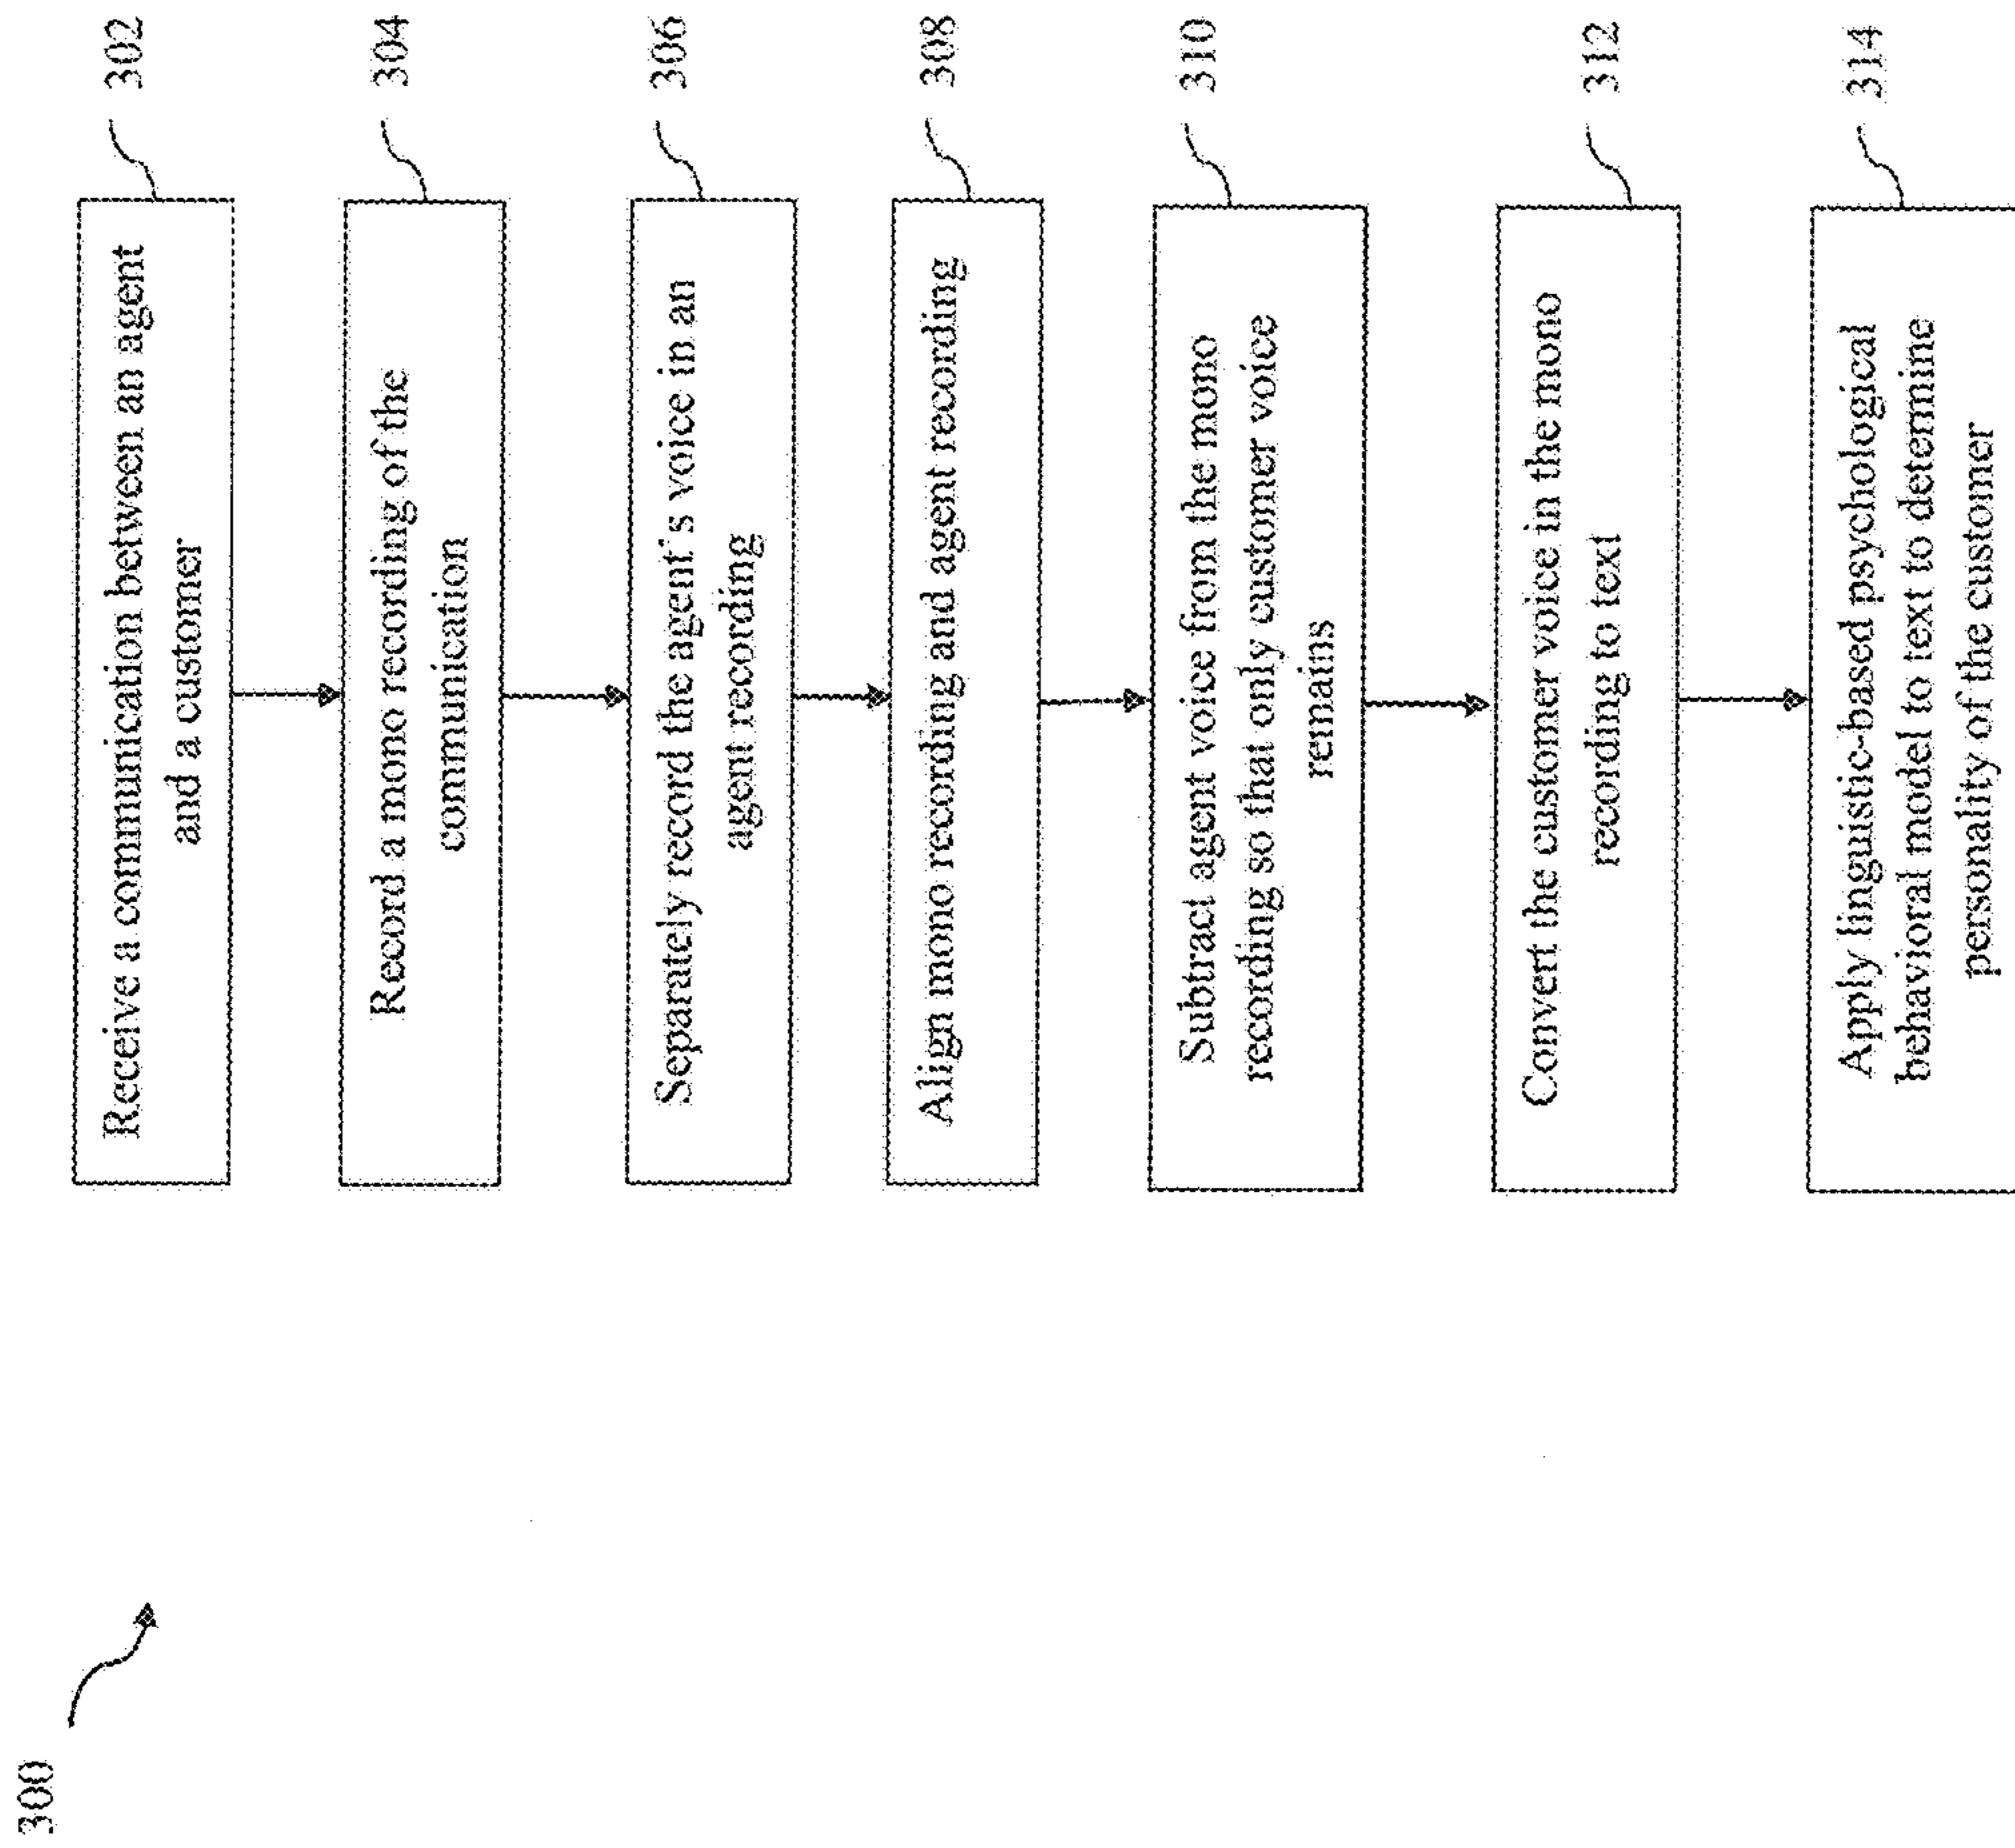 300
Receive a communication between an agent
and a customer
302
Record a mono recording of the
communication
304
Separately record the agent's voice in an
agent recording
306
Align mono recording and agent recording
308
Subtract agent voice from the mono
recording so that only customer voice
remains
310
Convert the customer voice in the mono
recording to text
312
Apply linguistic-based psychological
behavioral model to text to determine
personality of the customer
314